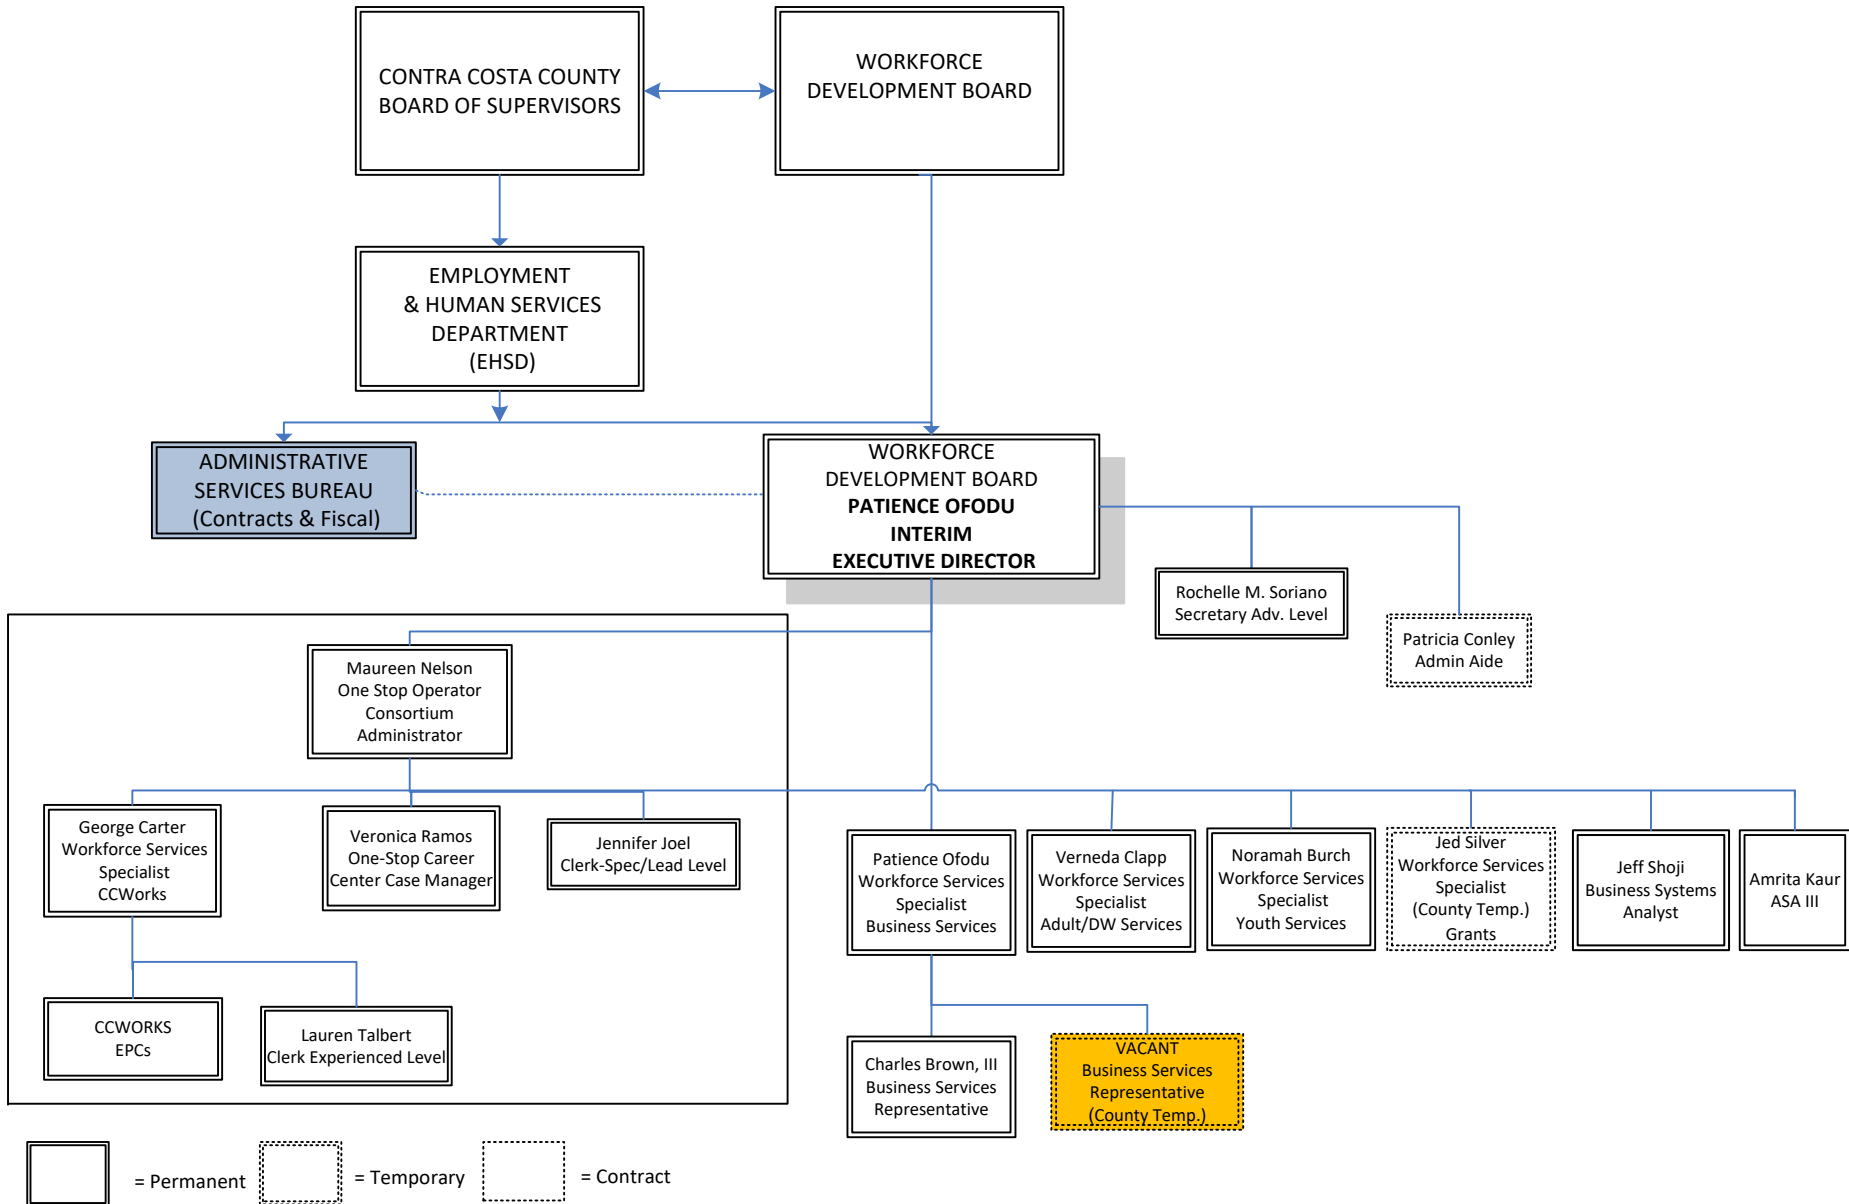 CONTRA COSTA COUNTY
BOARD OF SUPERVISORS
WORKFORCE
DEVELOPMENT BOARD
EMPLOYMENT
& HUMAN SERVICES
DEPARTMENT
(EHSD)
ADMINISTRATIVE
SERVICES BUREAU
(Contracts & Fiscal)
WORKFORCE
DEVELOPMENT BOARD
PATIENCE OFODU
INTERIM
EXECUTIVE DIRECTOR
Rochelle M. Soriano
Secretary Adv. Level
Patricia Conley
Admin Aide
Maureen Nelson
One Stop Operator
Consortium
Administrator
George Carter
Workforce Services
Specialist
CCWorks
Veronica Ramos
One-Stop Career
Center Case Manager
Jennifer Joel
Clerk-Spec/Lead Level
Patience Ofodu
Workforce Services
Specialist
Business Services
Verneda Clapp
Workforce Services
Specialist
Adult/DW Services
Noramah Burch
Workforce Services
Specialist
Youth Services
Jed Silver
Workforce Services
Specialist
(County Temp.)
Grants
Jeff Shoji
Business Systems
Analyst
Amrita Kaur
ASA III
CCWORKS
EPCs
Lauren Talbert
Clerk Experienced Level
Charles Brown, III
Business Services
Representative
VACANT
Business Services
Representative
(County Temp.)
= Permanent
= Temporary
= Contract